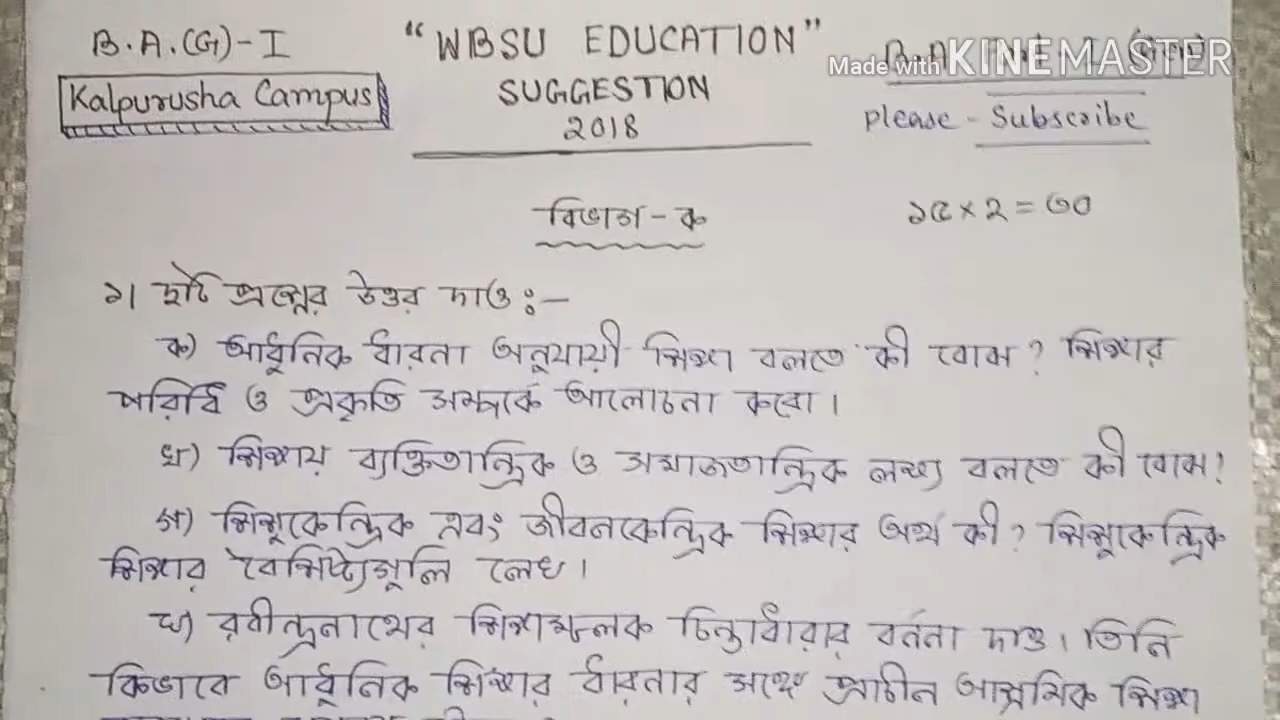 B.A.(G)-I
Kalpurusha Campus
"WBSU EDUCATION"
SUGGESTION
2018
Made with KINEMASTER
please - Subscribe
বিভাগ - ক
১৫ × ২ = ৩০
১। দুটি প্রশ্নের উত্তর দাও :—
ক) আধুনিক ধারনা অনুযায়ী শিক্ষা বলতে কী বোঝ ? শিক্ষার
পরিধি ও প্রকৃতি সম্পর্কে আলোচনা করো।
খ) শিক্ষায় ব্যক্তিতান্ত্রিক ও সমাজতান্ত্রিক লক্ষ্য বলতে কী বোঝ?
গ) শিশুকেন্দ্রিক এবং জীবনকেন্দ্রিক শিক্ষার অর্থ কী ? শিশুকেন্দ্রিক
শিক্ষার বৈশিষ্ট্যগুলি লেখ।
ঘ) রবীন্দ্রনাথের শিক্ষামূলক চিন্তাধারার বর্ননা দাও। তিনি
কিভাবে আধুনিক শিক্ষার ধারনার সঙ্গে প্রাচীন আশ্রমিক শিক্ষা